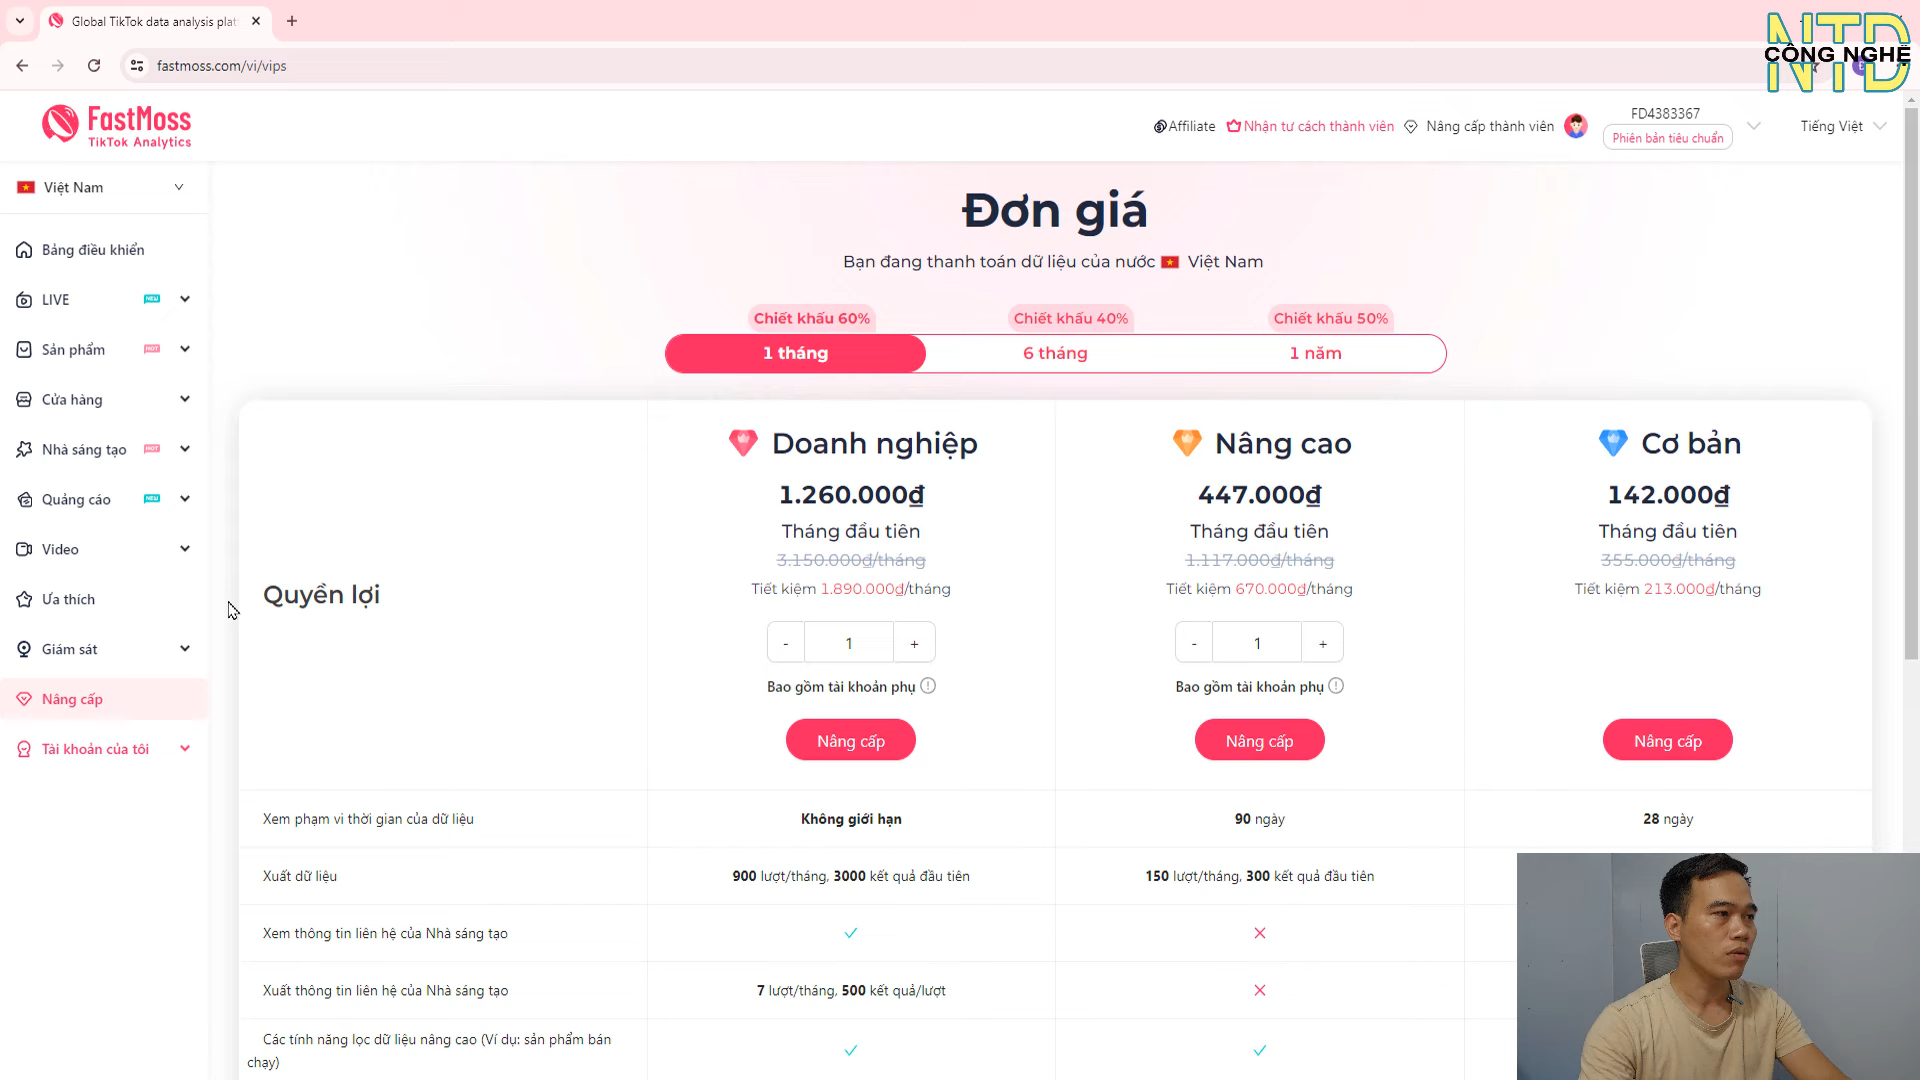 Global TikTok data analysis plat
fastmoss.com/vi/vips
NTD
CÔNG NGHỆ
NTD
FastMoss
TikTok Analytics
Affiliate
Nhận tư cách thành viên
Nâng cấp thành viên
FD4383367
Phiên bản tiêu chuẩn
Tiếng Việt
Việt Nam
Bảng điều khiển
LIVE NEW
Sản phẩm HOT
Cửa hàng
Nhà sáng tạo HOT
Quảng cáo NEW
Video
Ưa thích
Giám sát
Nâng cấp
Tài khoản của tôi
Đơn giá
Bạn đang thanh toán dữ liệu của nước Việt Nam
Chiết khấu 60% Chiết khấu 40% Chiết khấu 50%
1 tháng 6 tháng 1 năm
Quyền lợi
Doanh nghiệp
1.260.000₫
Tháng đầu tiên
3.150.000₫/tháng
Tiết kiệm 1.890.000₫/tháng
- 1 +
Bao gồm tài khoản phụ
Nâng cấp
Nâng cao
447.000₫
Tháng đầu tiên
1.117.000₫/tháng
Tiết kiệm 670.000₫/tháng
- 1 +
Bao gồm tài khoản phụ
Nâng cấp
Cơ bản
142.000₫
Tháng đầu tiên
355.000₫/tháng
Tiết kiệm 213.000₫/tháng
Nâng cấp
Xem phạm vi thời gian của dữ liệu Không giới hạn 90 ngày 28 ngày
Xuất dữ liệu 900 lượt/tháng, 3000 kết quả đầu tiên 150 lượt/tháng, 300 kết quả đầu tiên
Xem thông tin liên hệ của Nhà sáng tạo
Xuất thông tin liên hệ của Nhà sáng tạo 7 lượt/tháng, 500 kết quả/lượt
Các tính năng lọc dữ liệu nâng cao (Ví dụ: sản phẩm bán
chạy)